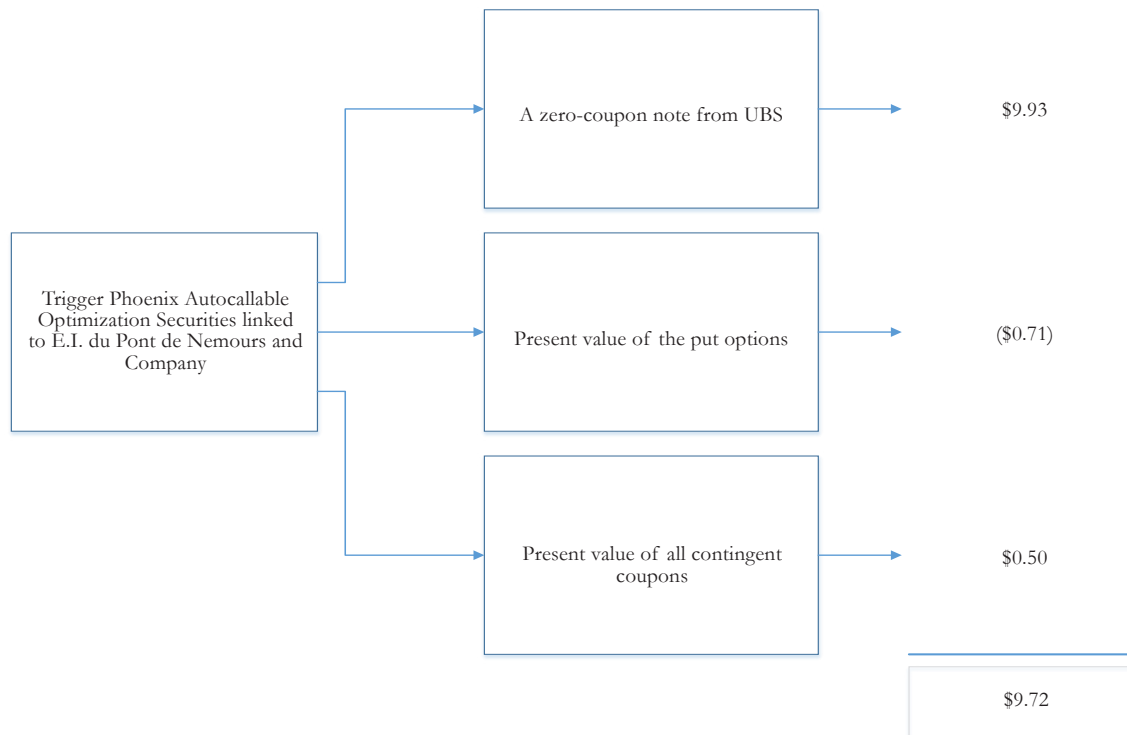 A zero-coupon note from UBS
$9.93
Trigger Phoenix Autocallable
Optimization Securities linked
to E.I. du Pont de Nemours and
Company
Present value of the put options
($0.71)
Present value of all contingent
coupons
$0.50
$9.72